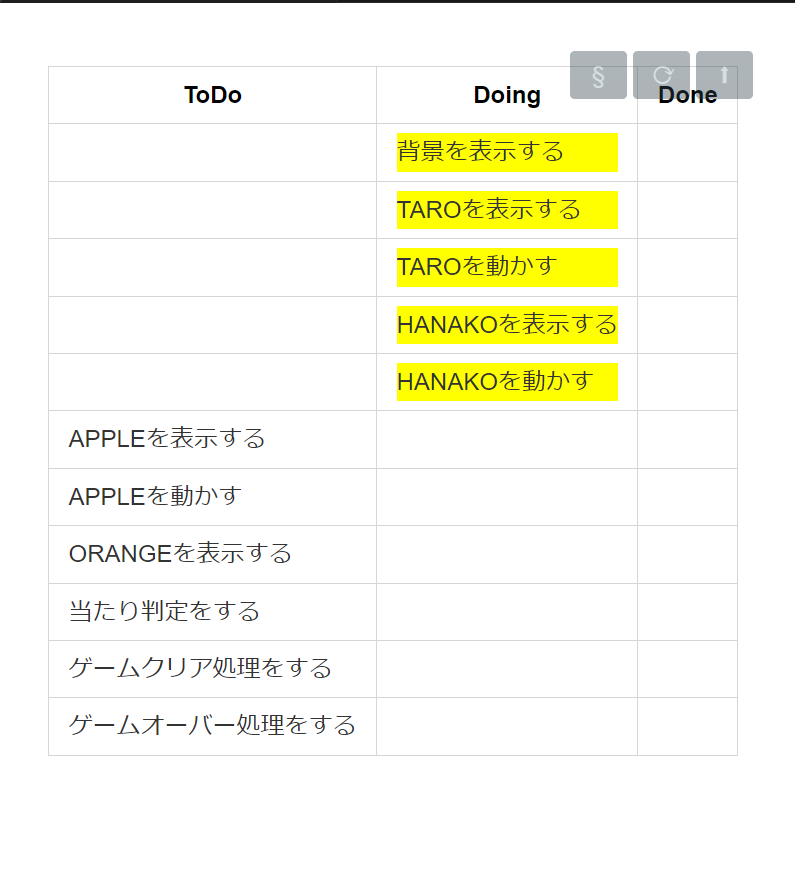 ToDo Doing Done
背景を表示する
TAROを表示する
TAROを動かす
HANAKOを表示する
HANAKOを動かす
APPLEを表示する
APPLEを動かす
ORANGEを表示する
当たり判定をする
ゲームクリア処理をする
ゲームオーバー処理をする